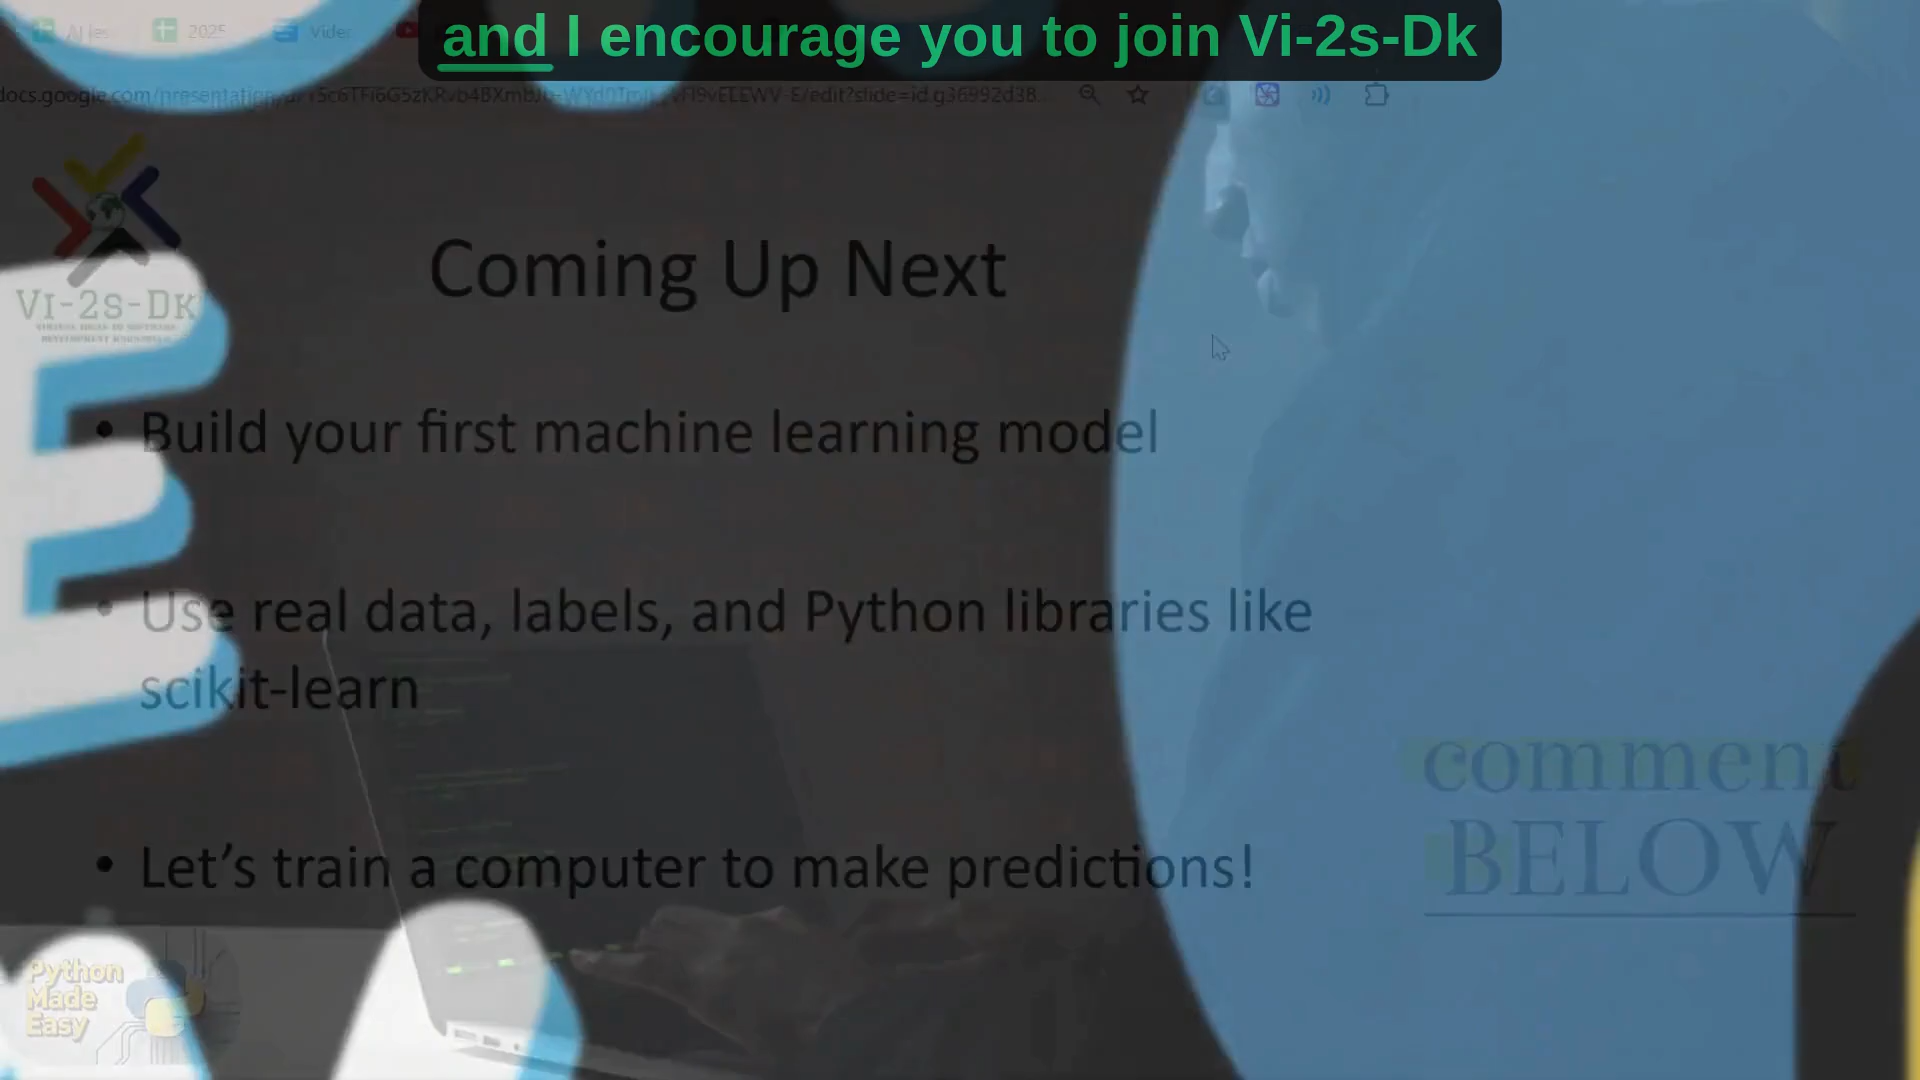 and I encourage you to join Vi-2s-Dk
2025
Coming Up Next
Vi-2s-Dk
• Build your first machine learning model
• Use real data, labels, and Python libraries like
scikit-learn
comment
BELOW
• Let's train a computer to make predictions!
Python
Made
Easy